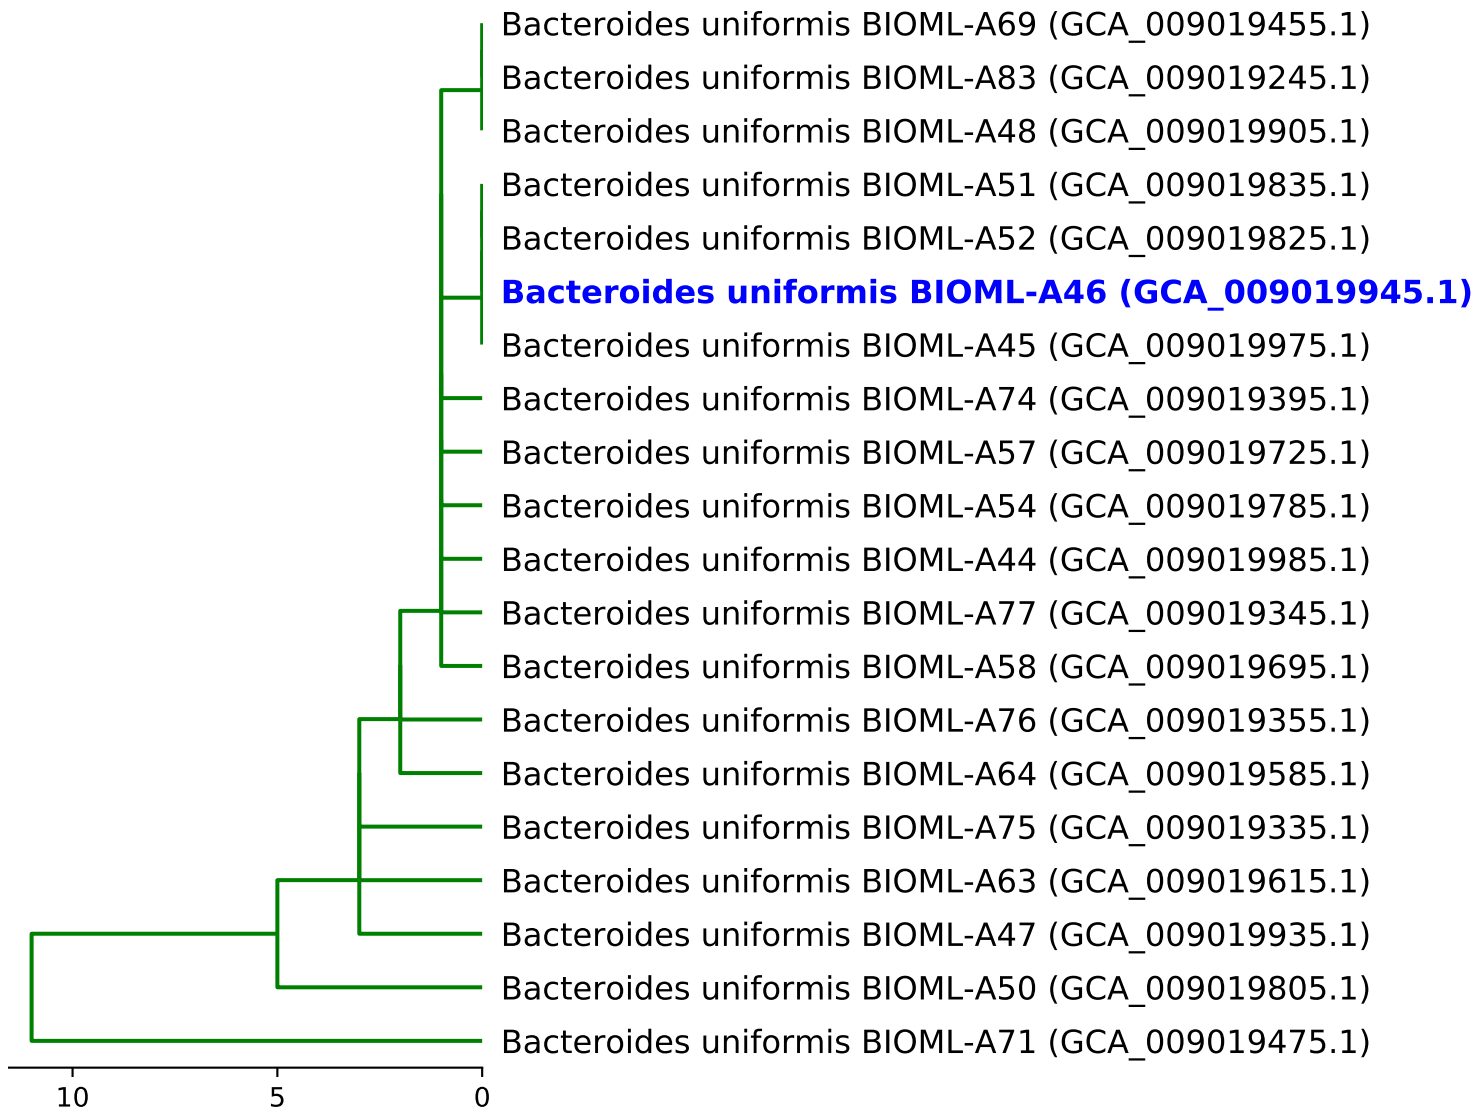 Bacteroides uniformis BIOML-A69 (GCA_009019455.1)
Bacteroides uniformis BIOML-A83 (GCA_009019245.1)
Bacteroides uniformis BIOML-A48 (GCA_009019905.1)
Bacteroides uniformis BIOML-A51 (GCA_009019835.1)
Bacteroides uniformis BIOML-A52 (GCA_009019825.1)
Bacteroides uniformis BIOML-A46 (GCA_009019945.1)
Bacteroides uniformis BIOML-A45 (GCA_009019975.1)
Bacteroides uniformis BIOML-A74 (GCA_009019395.1)
Bacteroides uniformis BIOML-A57 (GCA_009019725.1)
Bacteroides uniformis BIOML-A54 (GCA_009019785.1)
Bacteroides uniformis BIOML-A44 (GCA_009019985.1)
Bacteroides uniformis BIOML-A77 (GCA_009019345.1)
Bacteroides uniformis BIOML-A58 (GCA_009019695.1)
Bacteroides uniformis BIOML-A76 (GCA_009019355.1)
Bacteroides uniformis BIOML-A64 (GCA_009019585.1)
Bacteroides uniformis BIOML-A75 (GCA_009019335.1)
Bacteroides uniformis BIOML-A63 (GCA_009019615.1)
Bacteroides uniformis BIOML-A47 (GCA_009019935.1)
Bacteroides uniformis BIOML-A50 (GCA_009019805.1)
Bacteroides uniformis BIOML-A71 (GCA_009019475.1)
10 5 0